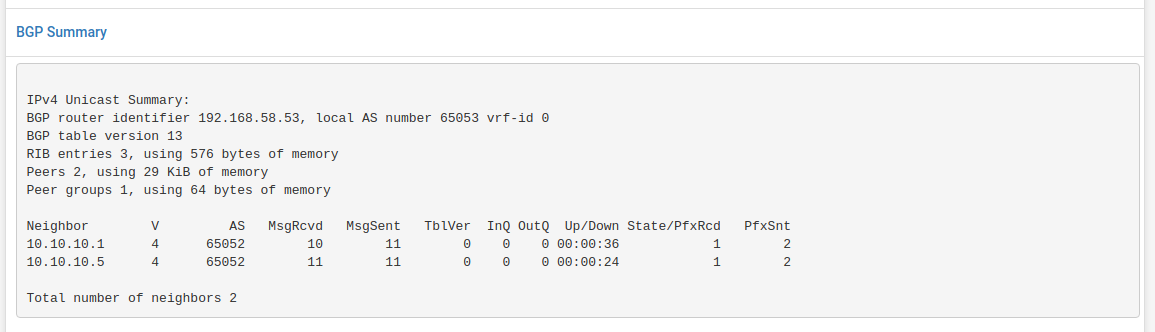 BGP Summary
IPv4 Unicast Summary:
BGP router identifier 192.168.58.53, local AS number 65053 vrf-id 0
BGP table version 13
RIB entries 3, using 576 bytes of memory
Peers 2, using 29 KiB of memory
Peer groups 1, using 64 bytes of memory
Neighbor        V         AS   MsgRcvd   MsgSent   TblVer  InQ OutQ  Up/Down State/PfxRcd   PfxSnt
10.10.10.1      4      65052        10        11        0    0    0 00:00:36            1        2
10.10.10.5      4      65052        11        11        0    0    0 00:00:24            1        2
Total number of neighbors 2